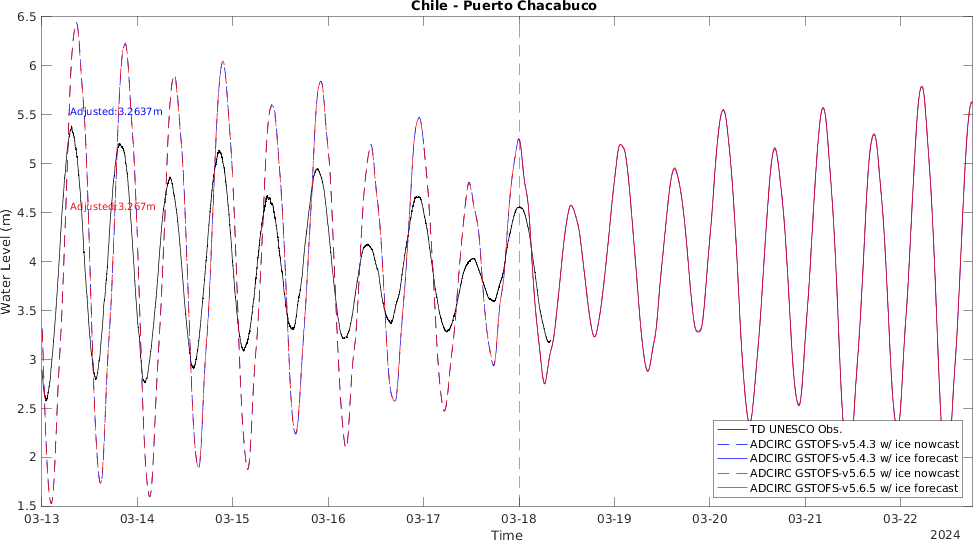 Chile - Puerto Chacabuco
6.5
6
5.5
5
4.5
4
3.5
3
2.5
2
1.5
Water Level (m)
Adjusted:3.2637m
Adjusted:3.267m
TD UNESCO Obs.
ADCIRC GSTOFS-v5.4.3 w/ ice nowcast
ADCIRC GSTOFS-v5.4.3 w/ ice forecast
ADCIRC GSTOFS-v5.6.5 w/ ice nowcast
ADCIRC GSTOFS-v5.6.5 w/ ice forecast
03-13 03-14 03-15 03-16 03-17 03-18 03-19 03-20 03-21 03-22
Time
2024